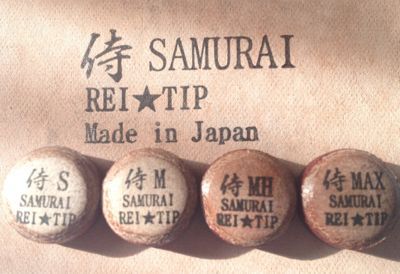 侍 SAMURAI
REI★TIP
Made in Japan
侍 S
SAMURAI
REI★TIP
侍 M
SAMURAI
REI★TIP
侍 MH
SAMURAI
REI★TIP
侍 MAX
SAMURAI
REI★TIP